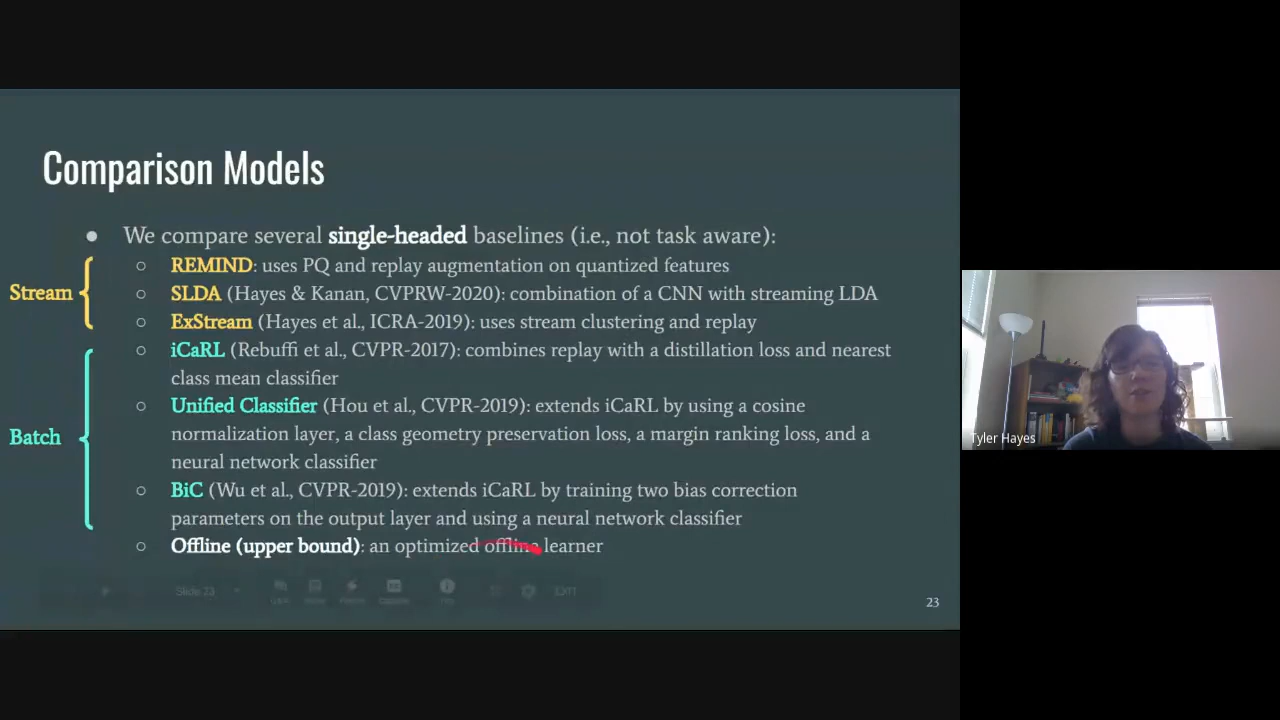 Comparison Models
● We compare several single-headed baselines (i.e., not task aware):
Stream
○ REMIND: uses PQ and replay augmentation on quantized features
○ SLDA (Hayes & Kanan, CVPRW-2020): combination of a CNN with streaming LDA
○ ExStream (Hayes et al., ICRA-2019): uses stream clustering and replay
Batch
○ iCaRL (Rebuffi et al., CVPR-2017): combines replay with a distillation loss and nearest
class mean classifier
○ Unified Classifier (Hou et al., CVPR-2019): extends iCaRL by using a cosine
normalization layer, a class geometry preservation loss, a margin ranking loss, and a
neural network classifier
○ BiC (Wu et al., CVPR-2019): extends iCaRL by training two bias correction
parameters on the output layer and using a neural network classifier
○ Offline (upper bound): an optimized offline learner
Slide 23
EXIT
23
Tyler Hayes